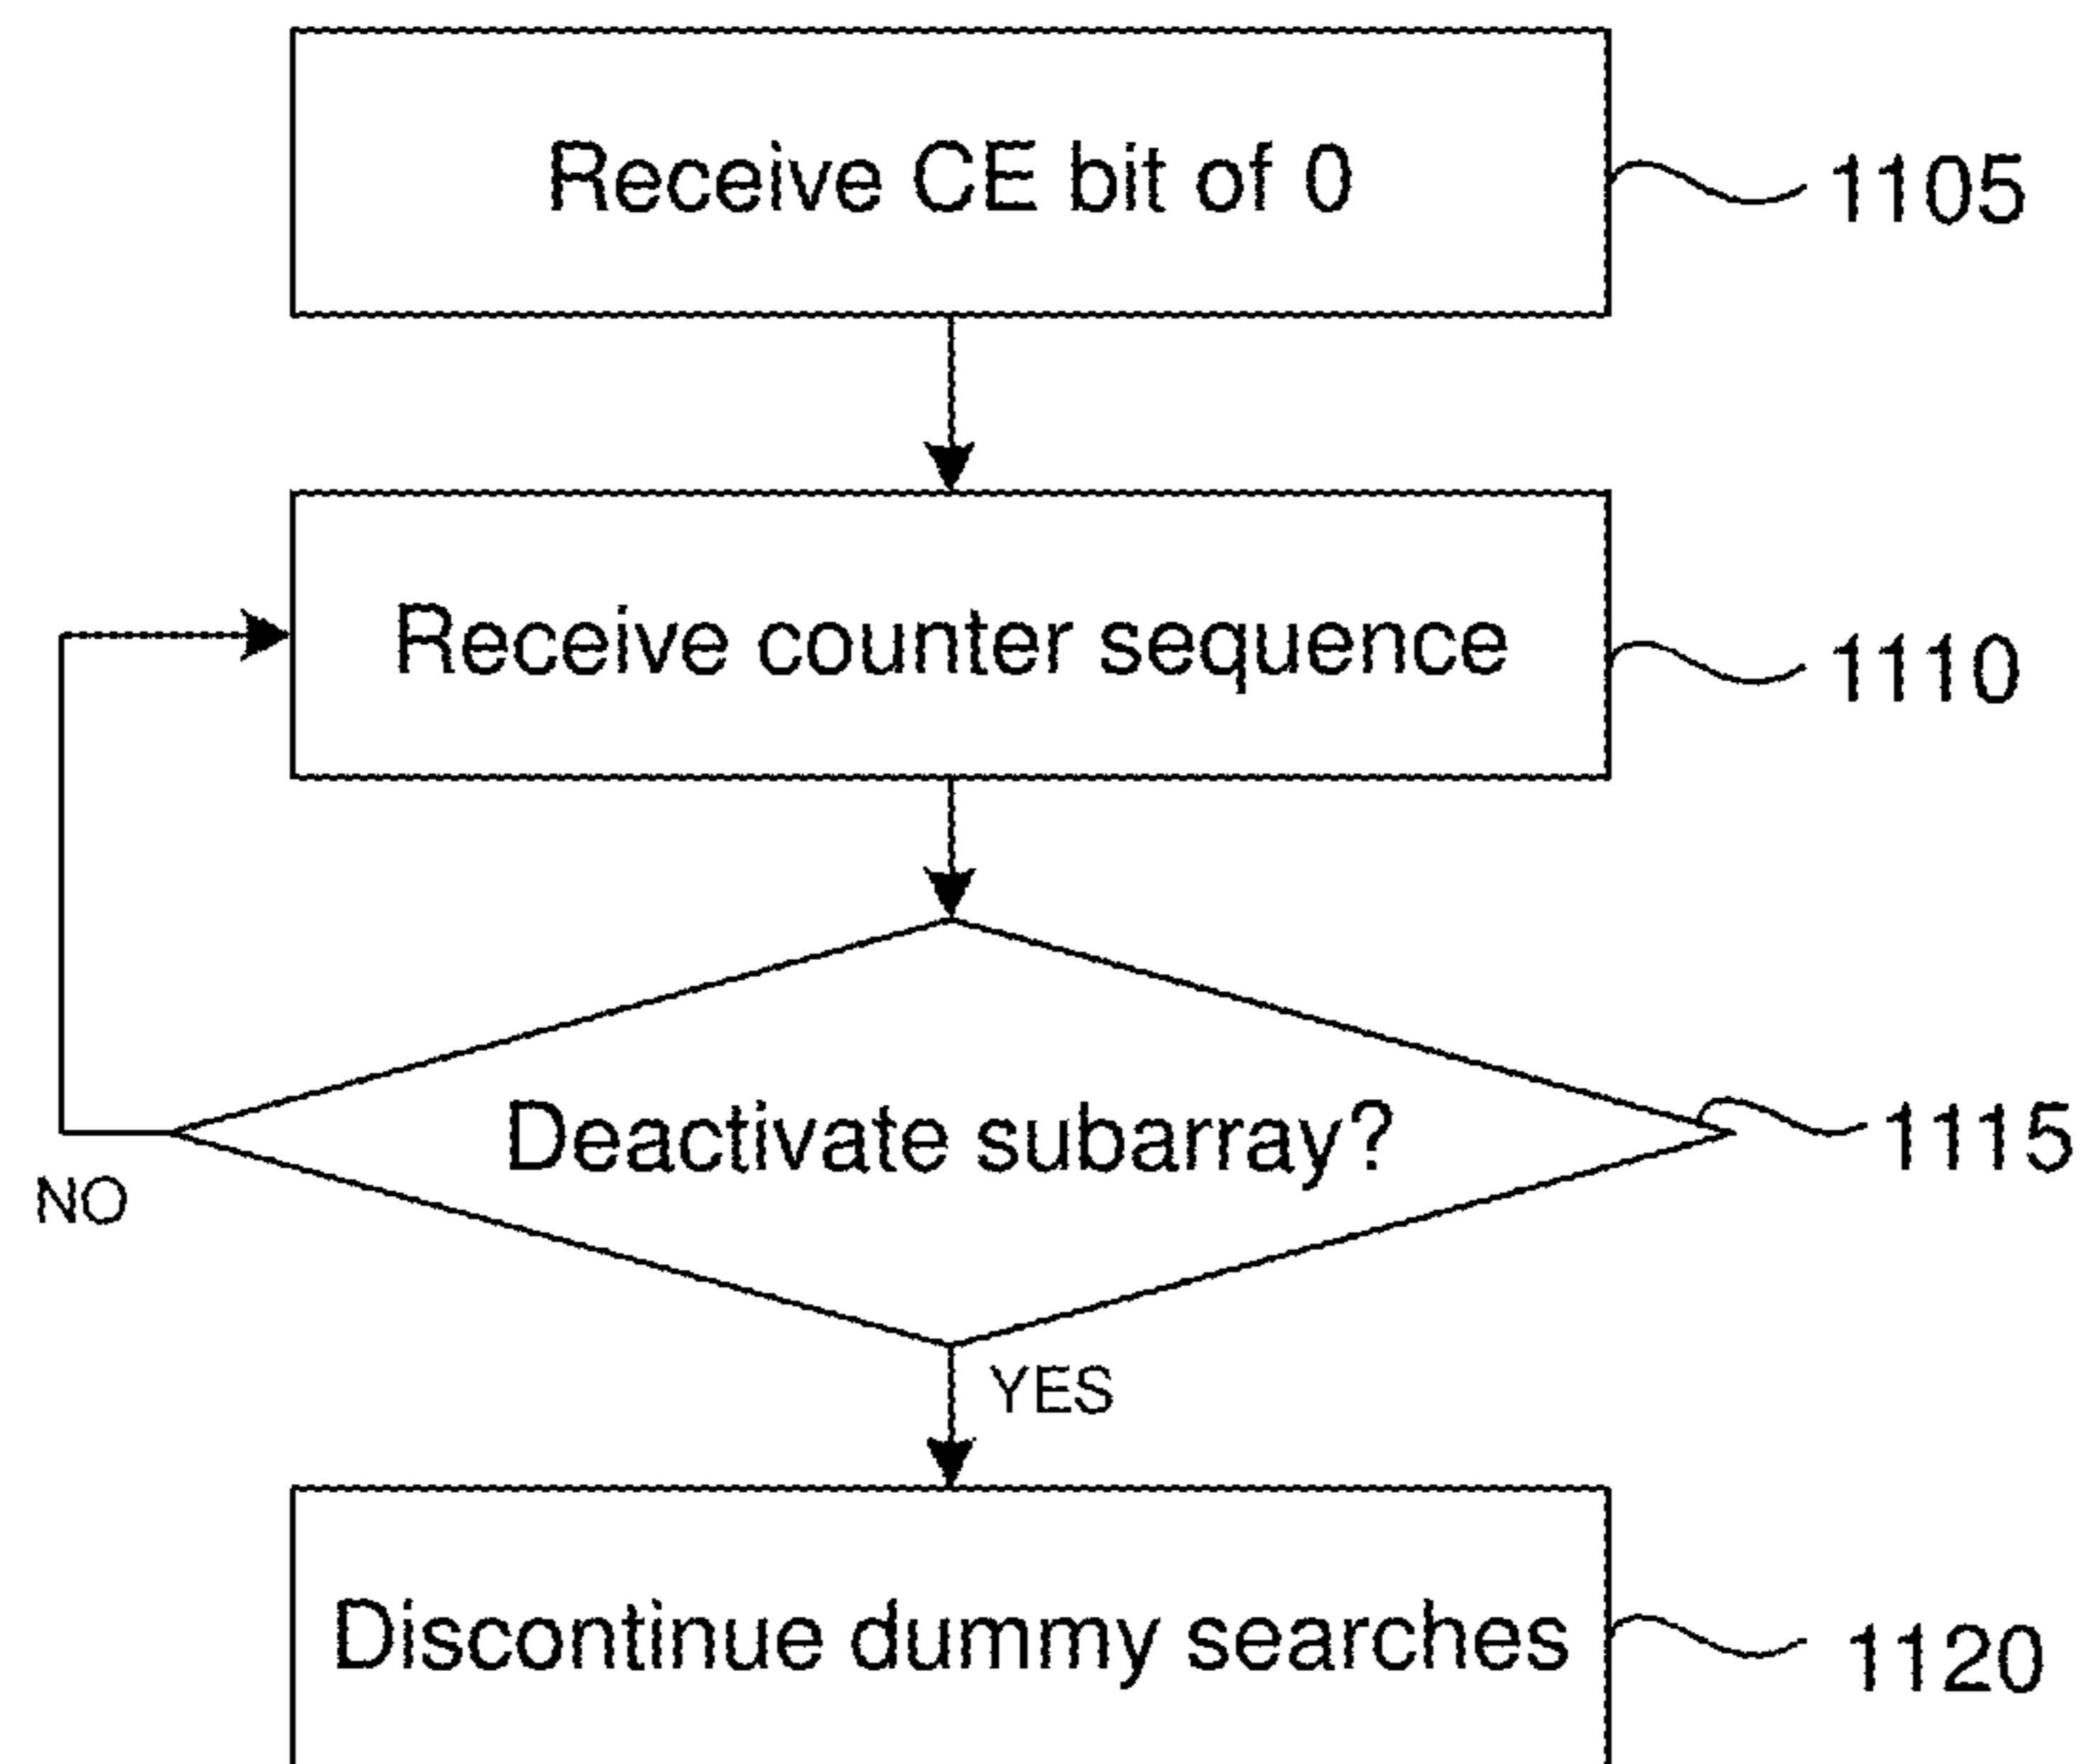 Receive CE bit of 0
1105
Receive counter sequence
1110
Deactivate subarray?
1115
NO
YES
Discontinue dummy searches
1120